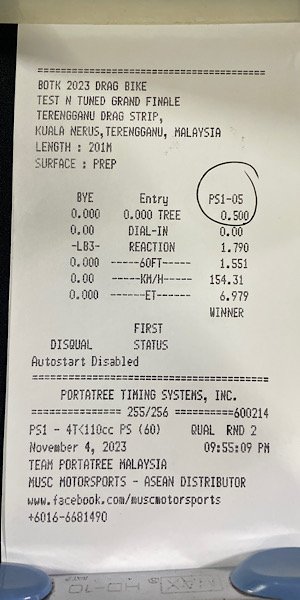 BOTK 2023 DRAG BIKE
TEST N TUNED GRAND FINALE
TERENGGANU DRAG STRIP,
KUALA NERUS,TERENGGANU, MALAYSIA
LENGTH : 201M
SURFACE : PREP
BYE Entry PS1-05
0.000 0.000 TREE 0.500
0.00 DIAL-IN 0.00
-LB3- REACTION 1.790
0.000 ------60FT----- 1.551
0.00 -----KM/H----- 154.31
0.000 ------ET------ 6.979
WINNER
FIRST
DISQUAL STATUS
Autostart Disabled
PORTATREE TIMING SYSTEMS, INC.
============ 255/256 ==========600214
PS1 - 4T<110cc PS (60) QUAL RND 2
November 4, 2023 09:55:09 PM
TEAM PORTATREE MALAYSIA
MUSC MOTORSPORTS - ASEAN DISTRIBUTOR
www.facebook.com/muscmotorsports
+6016-6681490